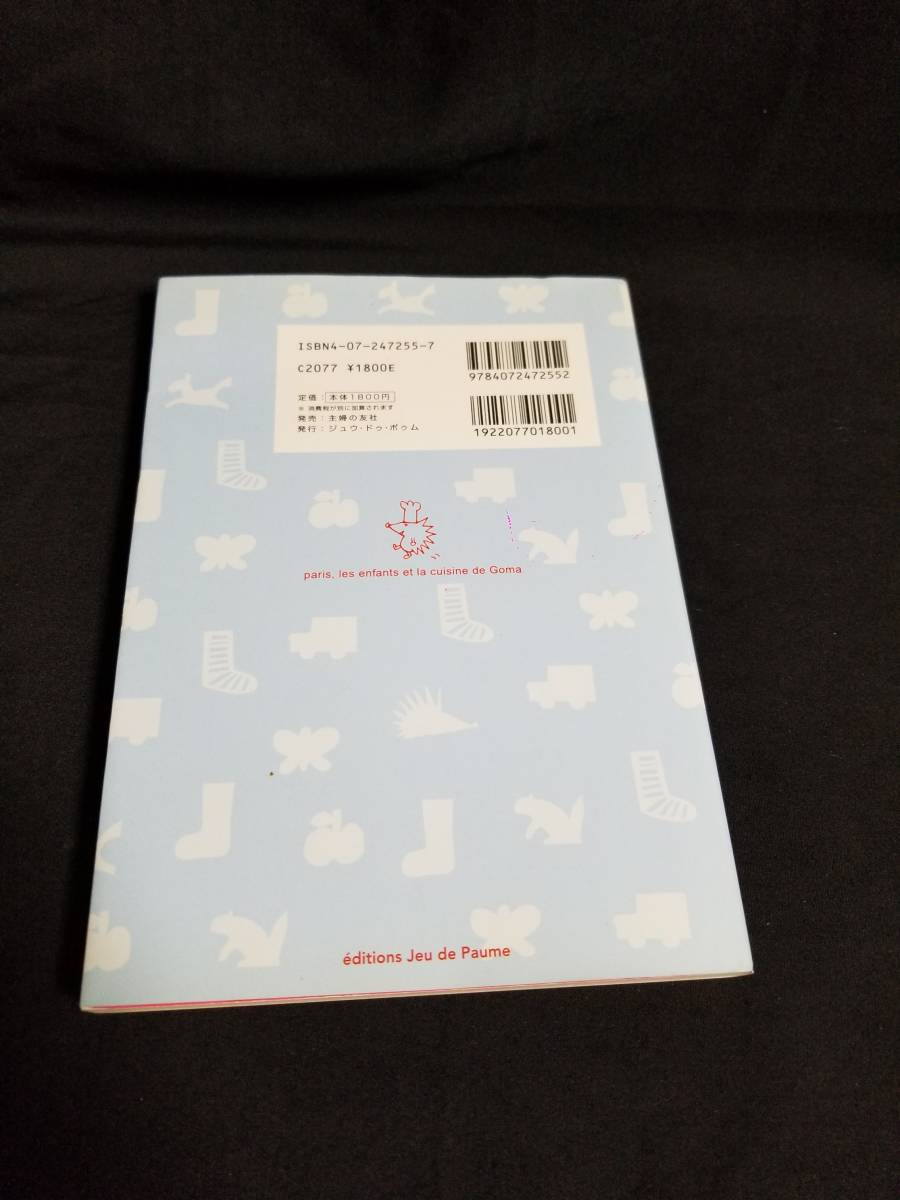 ISBN4-07-247255-7
C2077 ¥1800E
9784072472552
定価：本体1800円
※ 消費税が別に加算されます
発売：主婦の友社
発行：ジュウ・ドゥ・ポゥム
1922077018001
paris, les enfants et la cuisine de Goma
éditions Jeu de Paume